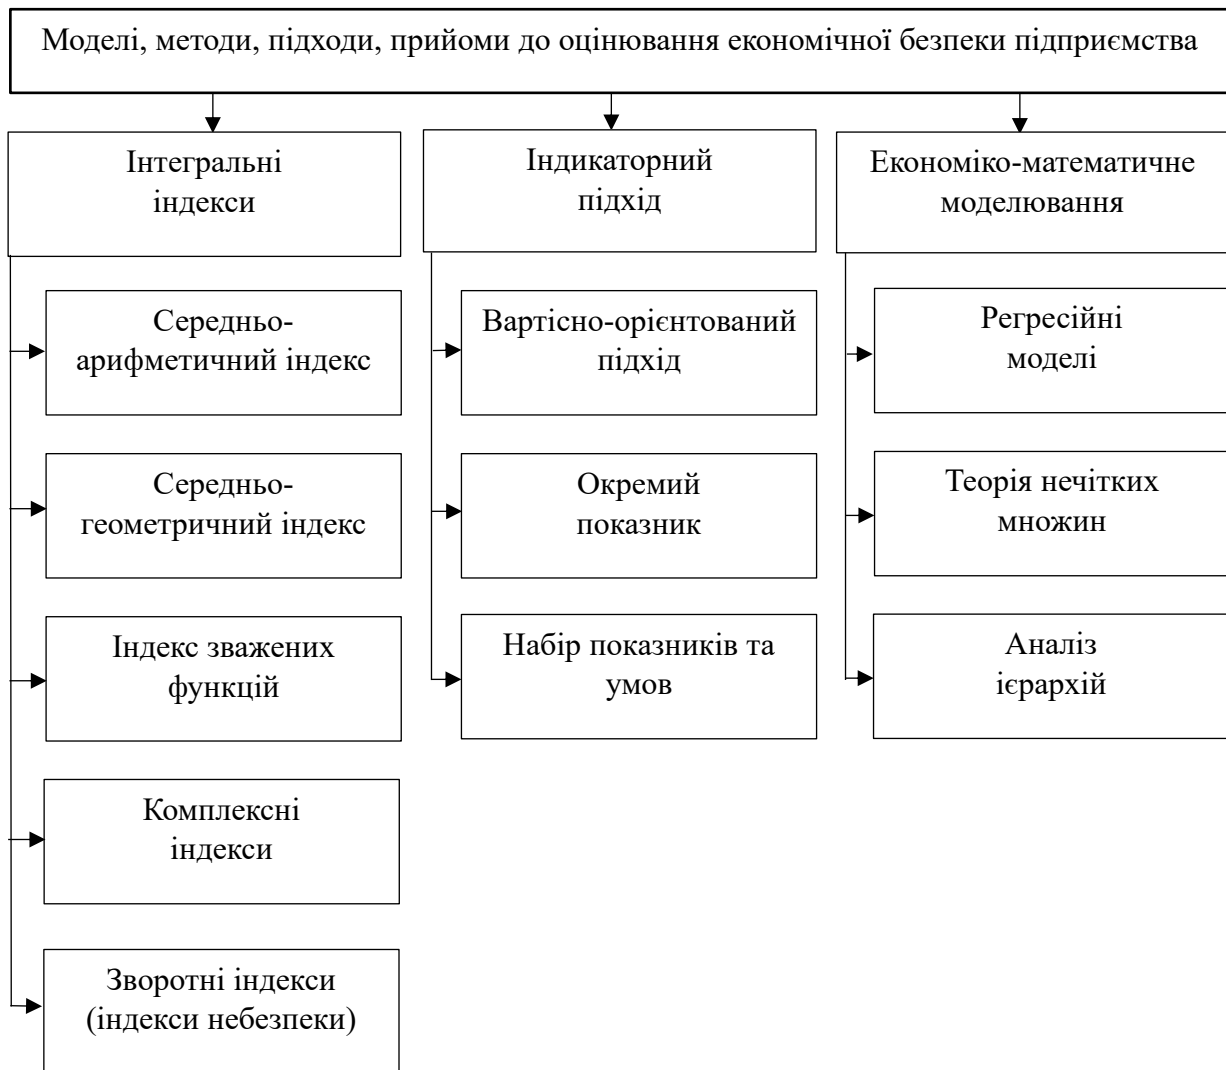 Моделі, методи, підходи, прийоми до оцінювання економічної безпеки підприємства
Інтегральні
індекси
Середньо-
арифметичний індекс
Середньо-
геометричний індекс
Індекс зважених
функцій
Комплексні
індекси
Зворотні індекси
(індекси небезпеки)
Індикаторний
підхід
Вартісно-орієнтований
підхід
Окремий
показник
Набір показників та
умов
Економіко-математичне
моделювання
Регресійні
моделі
Теорія нечітких
множин
Аналіз
ієрархій